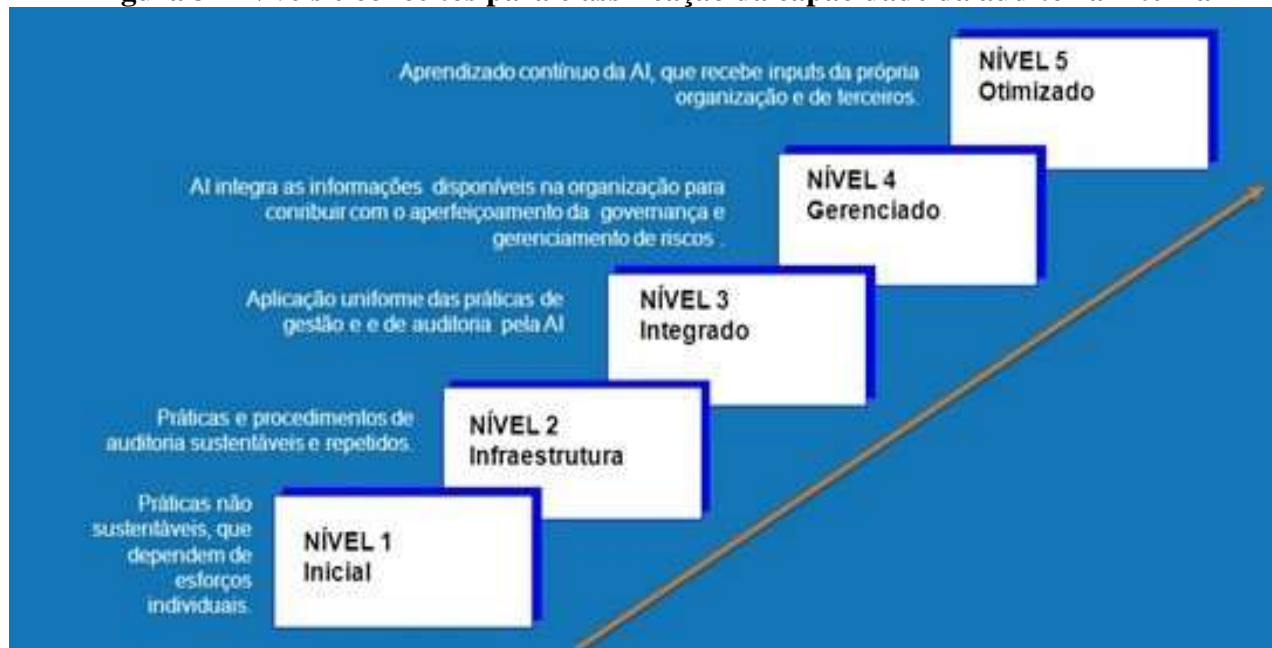 NÍVEL 5
Otimizado
Aprendizado contínuo da AI, que recebe inputs da própria
organização e de terceiros.
NÍVEL 4
Gerenciado
AI integra as informações disponíveis na organização para
contribuir com o aperfeiçoamento da governança e
gerenciamento de riscos .
NÍVEL 3
Integrado
Aplicação uniforme das práticas de
gestão e e de auditoria pela AI
NÍVEL 2
Infraestrutura
Práticas e procedimentos de
auditoria sustentáveis e repetidos.
NÍVEL 1
Inicial
Práticas não
sustentáveis, que
dependem de
esforços
individuais.